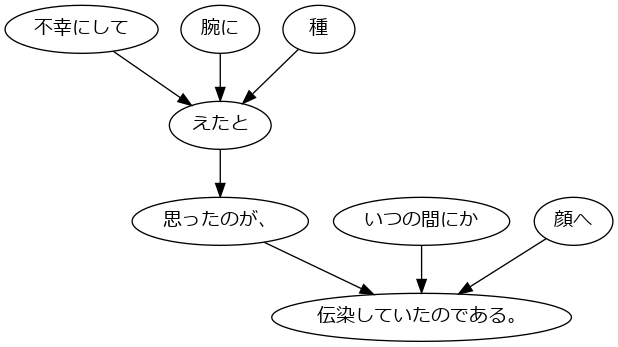 不幸にして
腕に
種
えたと
思ったのが、
いつの間にか
顔へ
伝染していたのである。